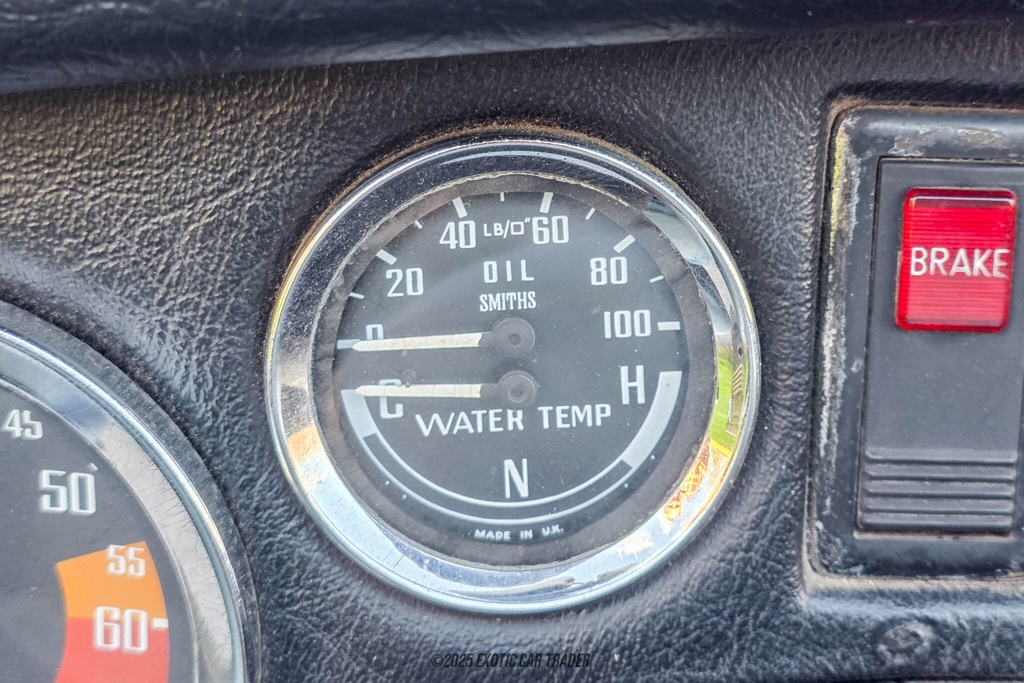 40 LB/□" 60
20 OIL 80
SMITHS
0 100
C H
WATER TEMP
N
MADE IN U.K.
BRAKE
45
50
55
60
©2025 EXOTIC CAR TRADER